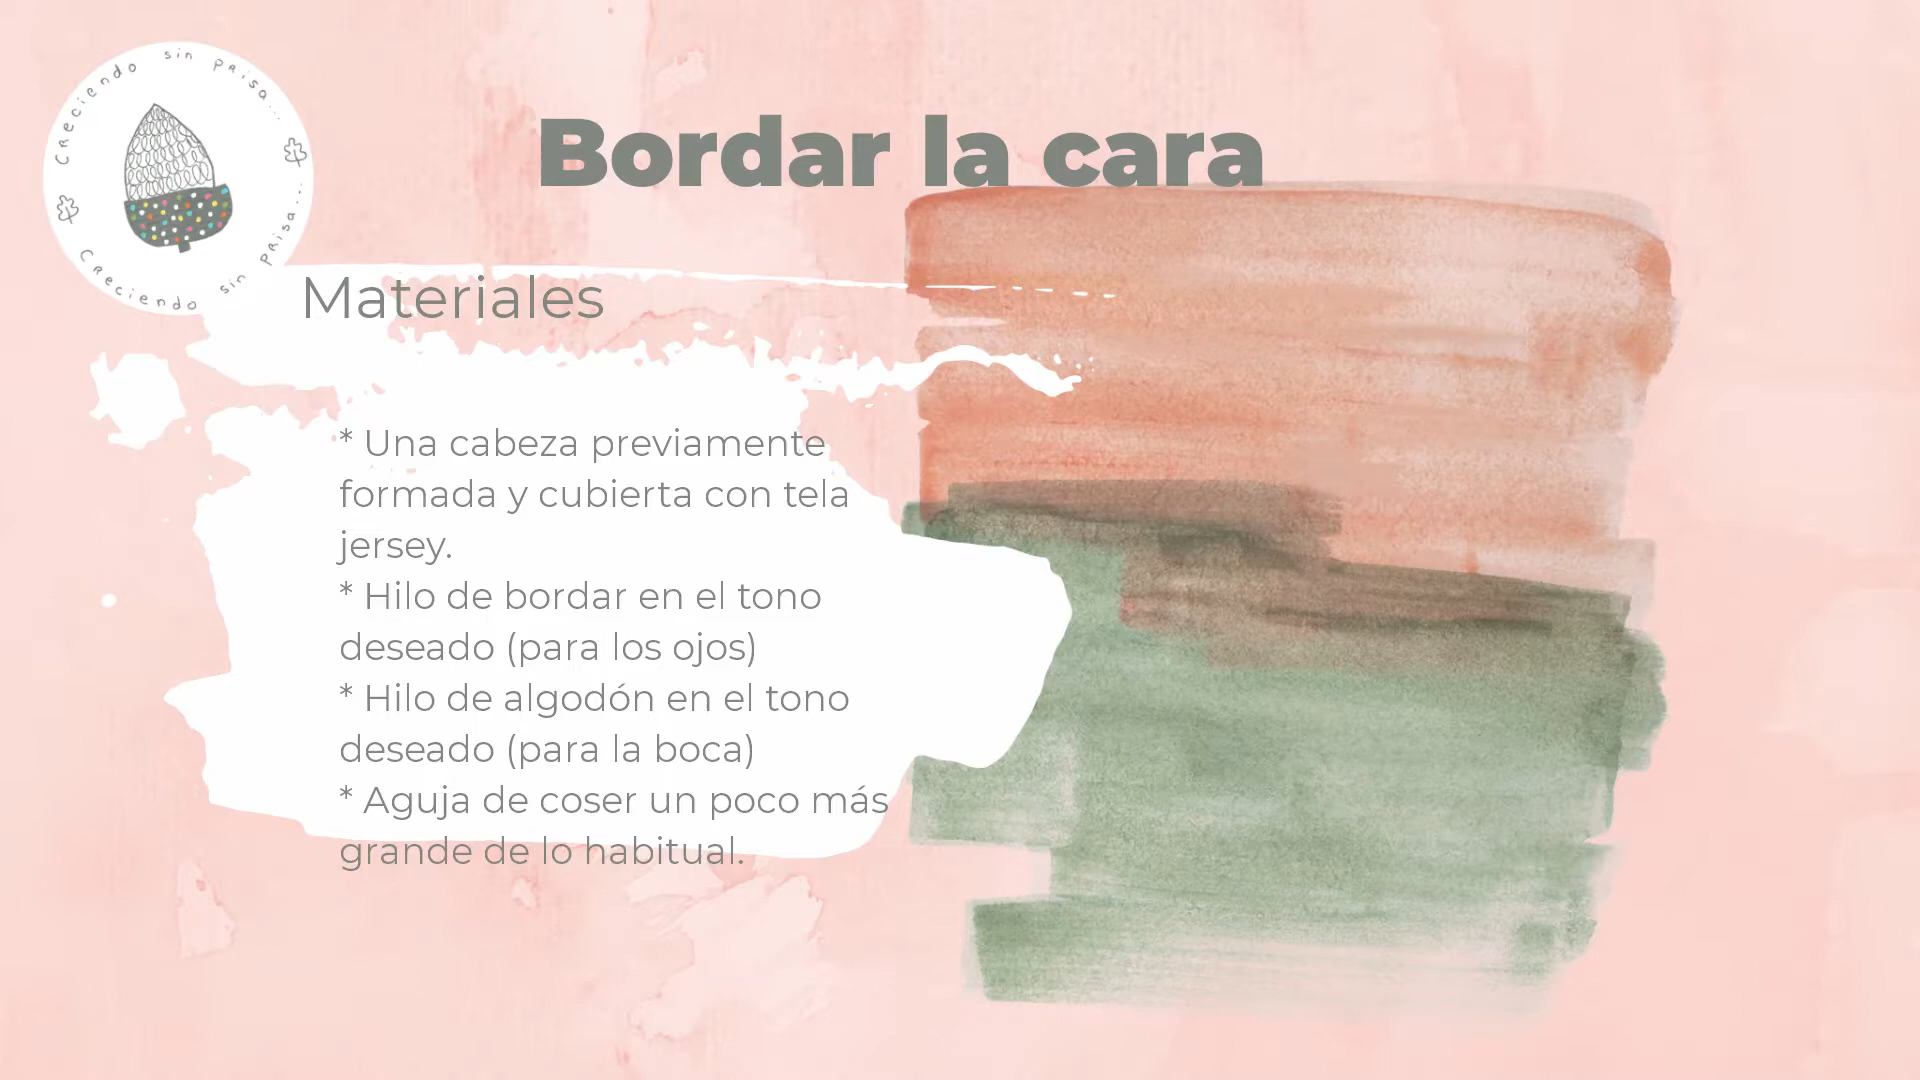 Creciendo sin prisa...
Creciendo sin prisa...
Bordar la cara
Materiales
* Una cabeza previamente
formada y cubierta con tela
jersey.
* Hilo de bordar en el tono
deseado (para los ojos)
* Hilo de algodón en el tono
deseado (para la boca)
* Aguja de coser un poco más
grande de lo habitual.